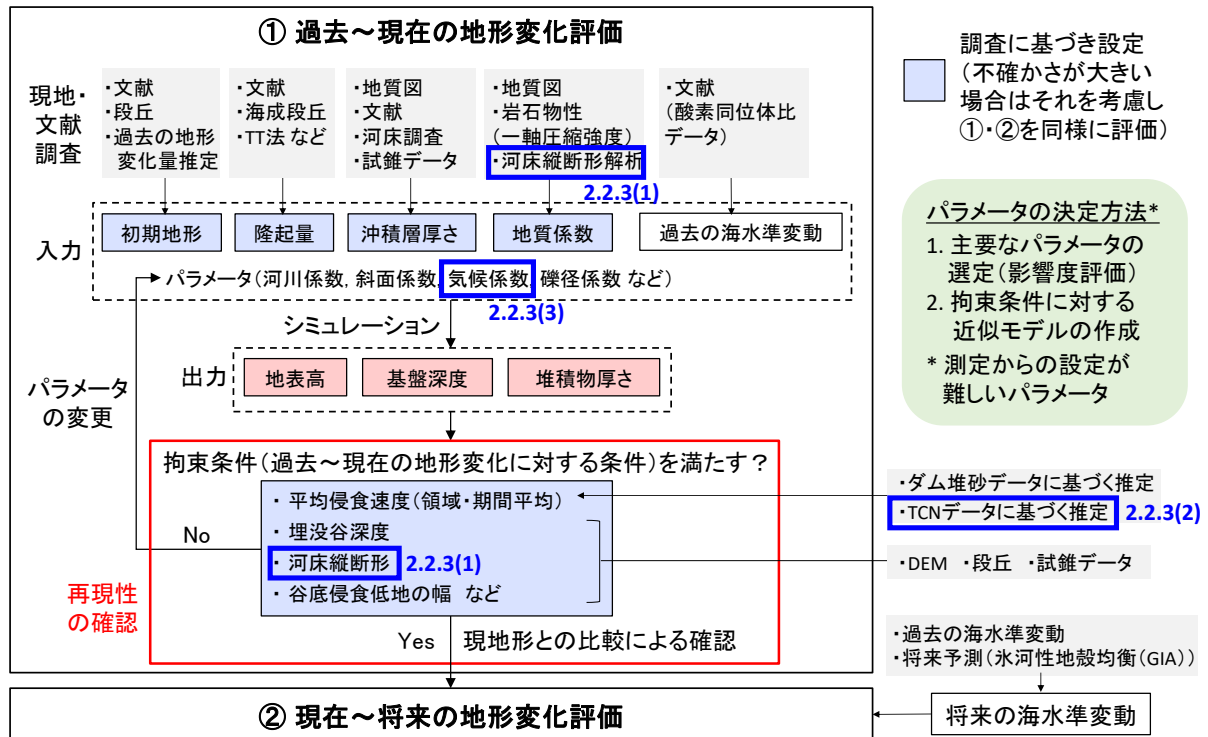 ① 過去～現在の地形変化評価
現地・
文献
調査
・文献
・段丘
・過去の地形
変化量推定
・文献
・海成段丘
・TT法 など
・地質図
・文献
・河床調査
・試錐データ
・地質図
・岩石物性
(一軸圧縮強度)
・河床縦断形解析
2.2.3(1)
・文献
(酸素同位体比
データ)
入力
初期地形
隆起量
沖積層厚さ
地質係数
過去の海水準変動
パラメータ(河川係数, 斜面係数, 気候係数, 礫径係数 など)
2.2.3(3)
シミュレーション
出力
地表高
基盤深度
堆積物厚さ
パラメータ
の変更
拘束条件(過去～現在の地形変化に対する条件)を満たす?
・ 平均侵食速度(領域・期間平均)
・ 埋没谷深度
・ 河床縦断形
2.2.3(1)
・ 谷底侵食低地の幅 など
No
再現性
の確認
Yes
現地形との比較による確認
② 現在～将来の地形変化評価
調査に基づき設定
(不確かさが大きい
場合はそれを考慮し
①・②を同様に評価)
パラメータの決定方法*
1. 主要なパラメータの
選定(影響度評価)
2. 拘束条件に対する
近似モデルの作成
* 測定からの設定が
難しいパラメータ
・ダム堆砂データに基づく推定
・TCNデータに基づく推定
2.2.3(2)
・DEM ・段丘 ・試錐データ
・過去の海水準変動
・将来予測(氷河性地殻均衡(GIA))
将来の海水準変動